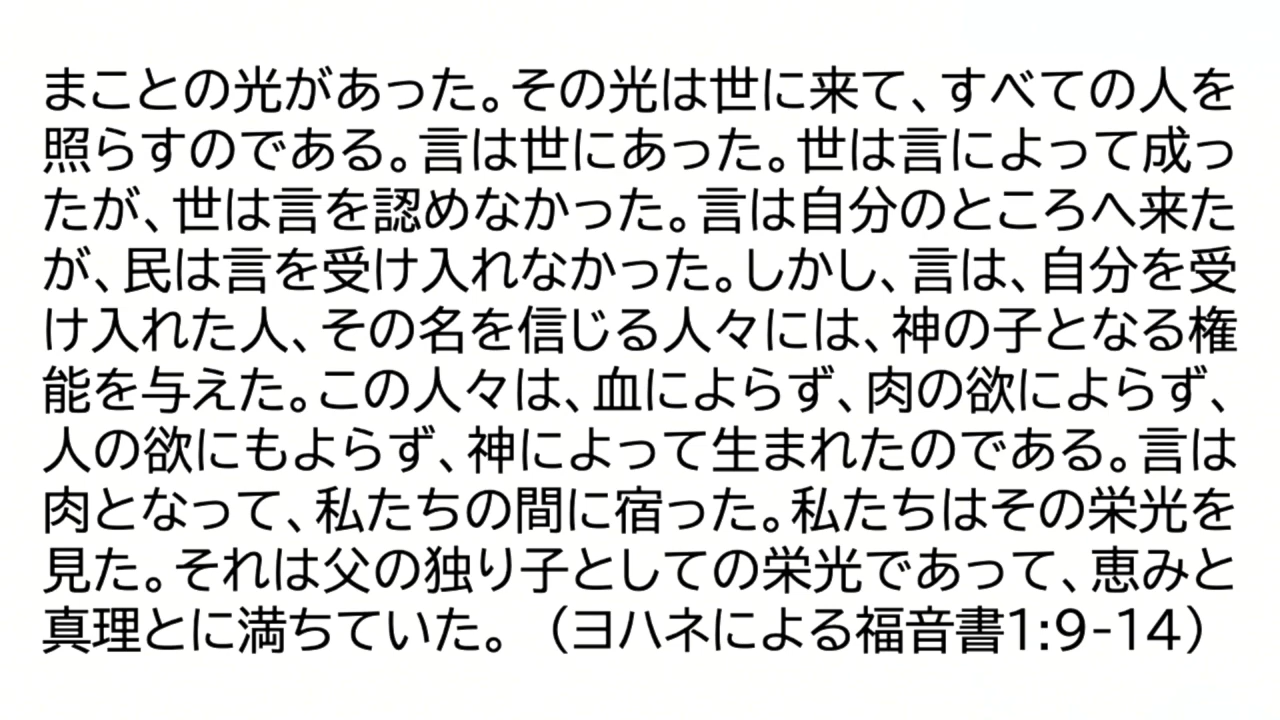 まことの光があった。その光は世に来て、すべての人を
照らすのである。言は世にあった。世は言によって成っ
たが、世は言を認めなかった。言は自分のところへ来た
が、民は言を受け入れなかった。しかし、言は、自分を受
け入れた人、その名を信じる人々には、神の子となる権
能を与えた。この人々は、血によらず、肉の欲によらず、
人の欲にもよらず、神によって生まれたのである。言は
肉となって、私たちの間に宿った。私たちはその栄光を
見た。それは父の独り子としての栄光であって、恵みと
真理とに満ちていた。（ヨハネによる福音書1:9-14）